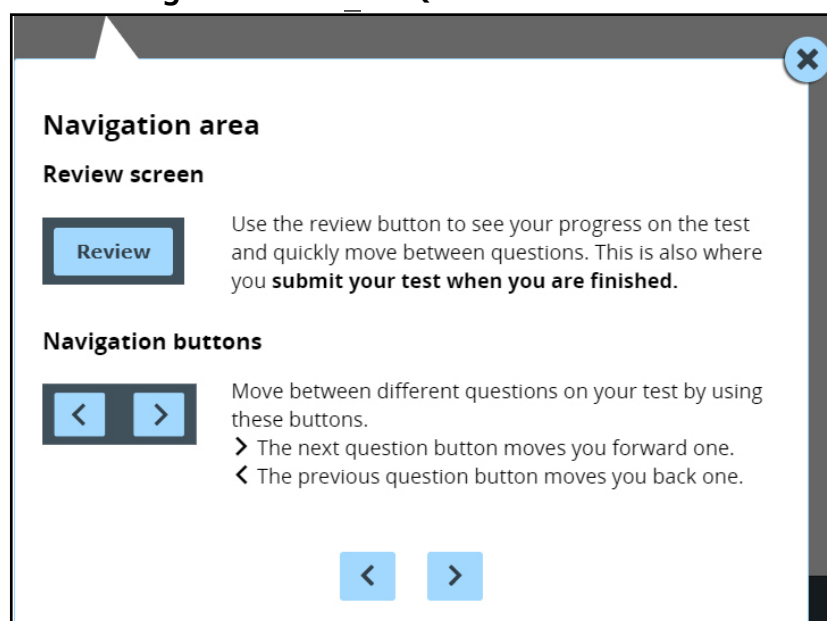 Navigation area
Review screen
Review
Use the review button to see your progress on the test
and quickly move between questions. This is also where
you submit your test when you are finished.
Navigation buttons
Move between different questions on your test by using
these buttons.
> The next question button moves you forward one.
< The previous question button moves you back one.